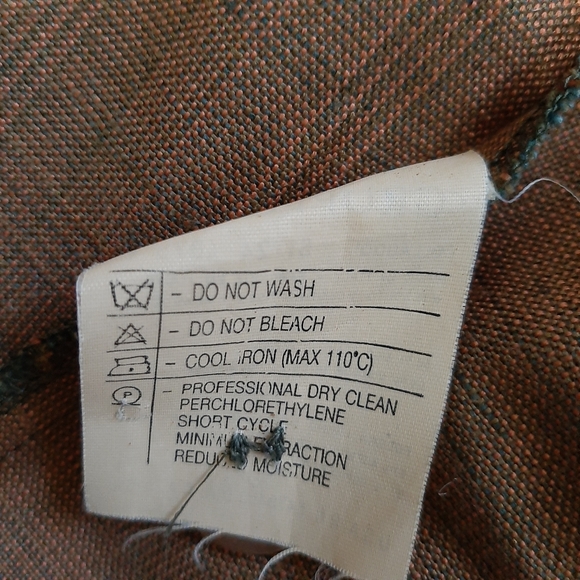 - DO NOT WASH
- DO NOT BLEACH
- COOL IRON (MAX 110°C)
P - PROFESSIONAL DRY CLEAN
PERCHLORETHYLENE
SHORT CYCLE
REDUCED MOISTURE